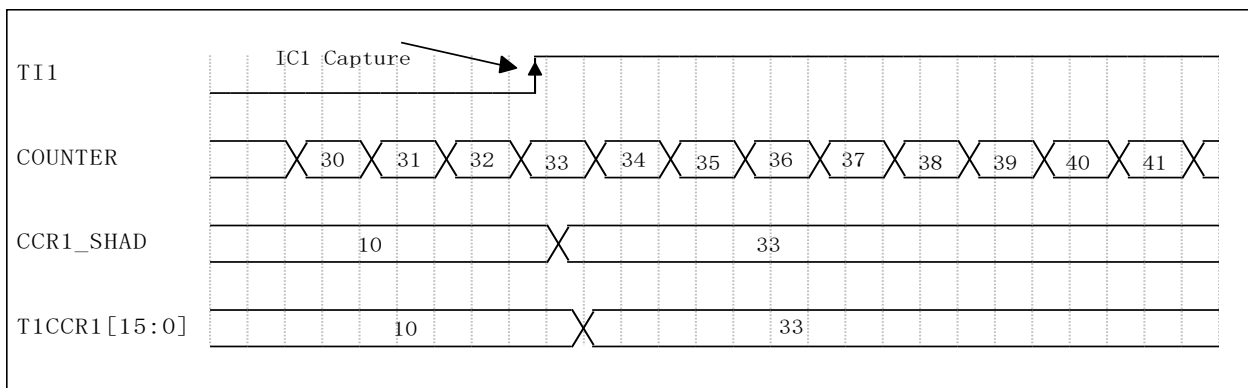 IC1 Capture
TI1
COUNTER 30 31 32 33 34 35 36 37 38 39 40 41
CCR1_SHAD 10 33
T1CCR1[15:0] 10 33